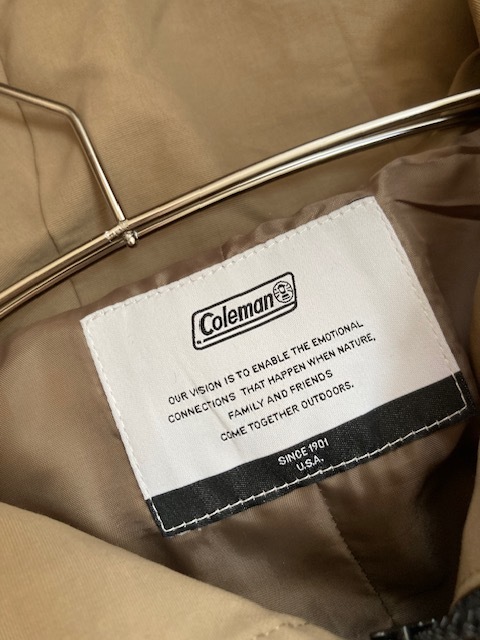 Coleman
OUR VISION IS TO ENABLE THE EMOTIONAL
CONNECTIONS THAT HAPPEN WHEN NATURE,
FAMILY AND FRIENDS
COME TOGETHER OUTDOORS.
SINCE 1901
U.S.A.